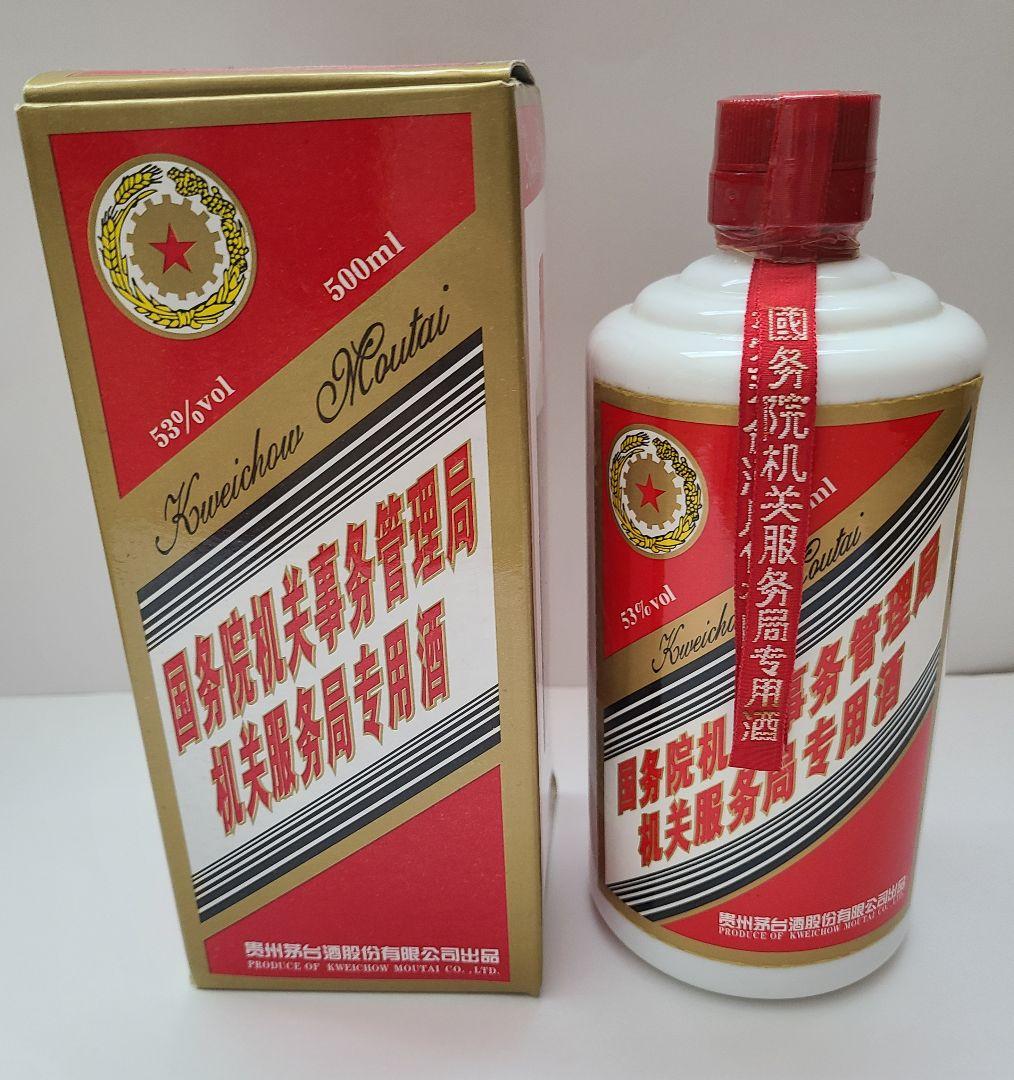 500ml
53%vol
Kweichow Moutai
国务院机关事务管理局
机关服务局专用酒
贵州茅台酒股份有限公司出品
PRODUCE OF KWEICHOW MOUTAI CO. ,LTD.
國务院机关服务局专用酒
ml
53%vol
Kweicho
outai
国务院机
事务管理局
机关服务局专用酒
贵州茅台酒股份有限公司出品
PRODUCE OF KWEICHOW MOUTAI CO. ,LTD.